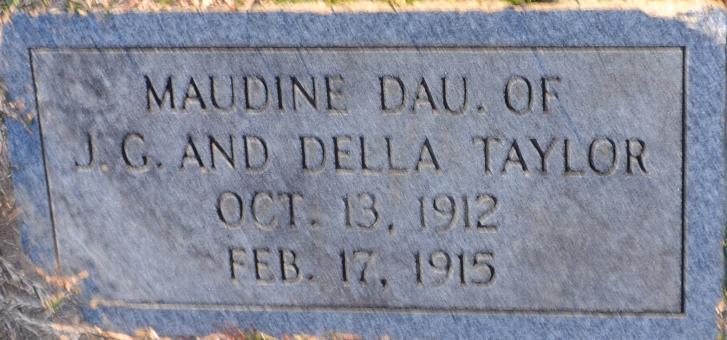 MAUDINE DAU. OF
J. G. AND DELLA TAYLOR
OCT. 13, 1912
FEB. 17, 1915